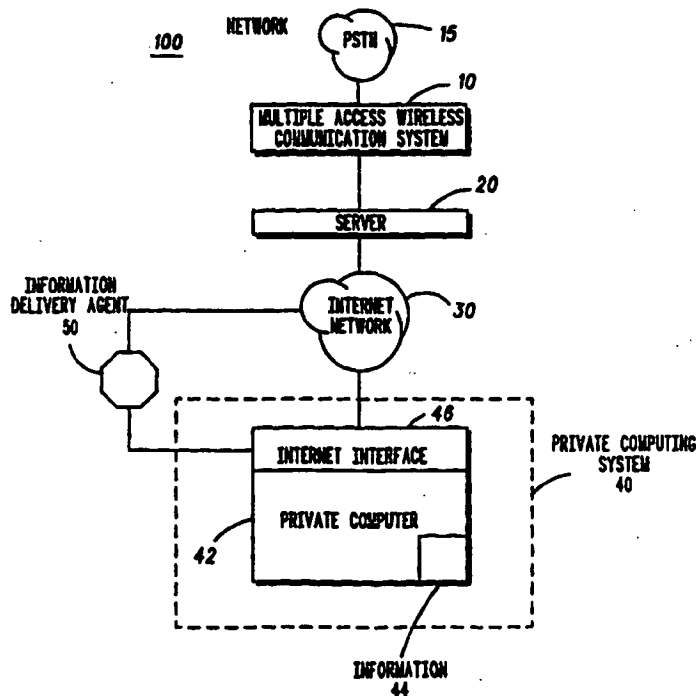 100
NETWORK
PSTN
15
10
MULTIPLE ACCESS WIRELESS
COMMUNICATION SYSTEM
20
SERVER
INFORMATION
DELIVERY AGENT
50
INTERNET
NETWORK
30
46
INTERNET INTERFACE
PRIVATE COMPUTING
SYSTEM
40
PRIVATE COMPUTER
42
INFORMATION
44